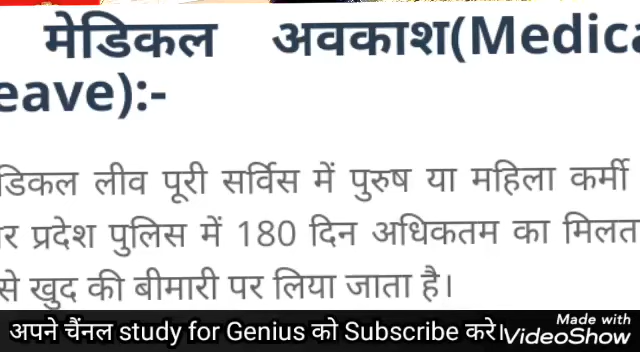 मेडिकल अवकाश(Medica
eave):-
डिकल लीव पूरी सर्विस में पुरुष या महिला कर्मी
र प्रदेश पुलिस में 180 दिन अधिकतम का मिलत
से खुद की बीमारी पर लिया जाता है।
अपने चैंनल study for Genius को Subscribe करे।
Made with
VideoShow